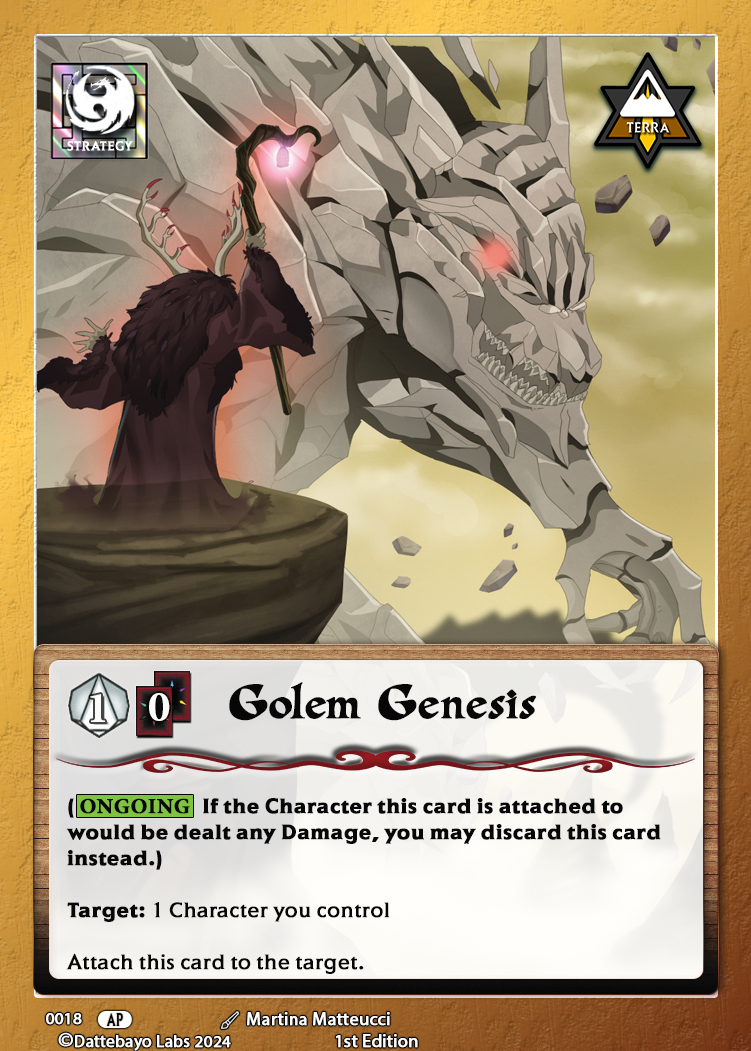 STRATEGY
TERRA
1 0 Golem Genesis
(ONGOING If the Character this card is attached to
would be dealt any Damage, you may discard this card
instead.)
Target: 1 Character you control
Attach this card to the target.
0018 AP Martina Matteucci
©Dattebayo Labs 2024 1st Edition